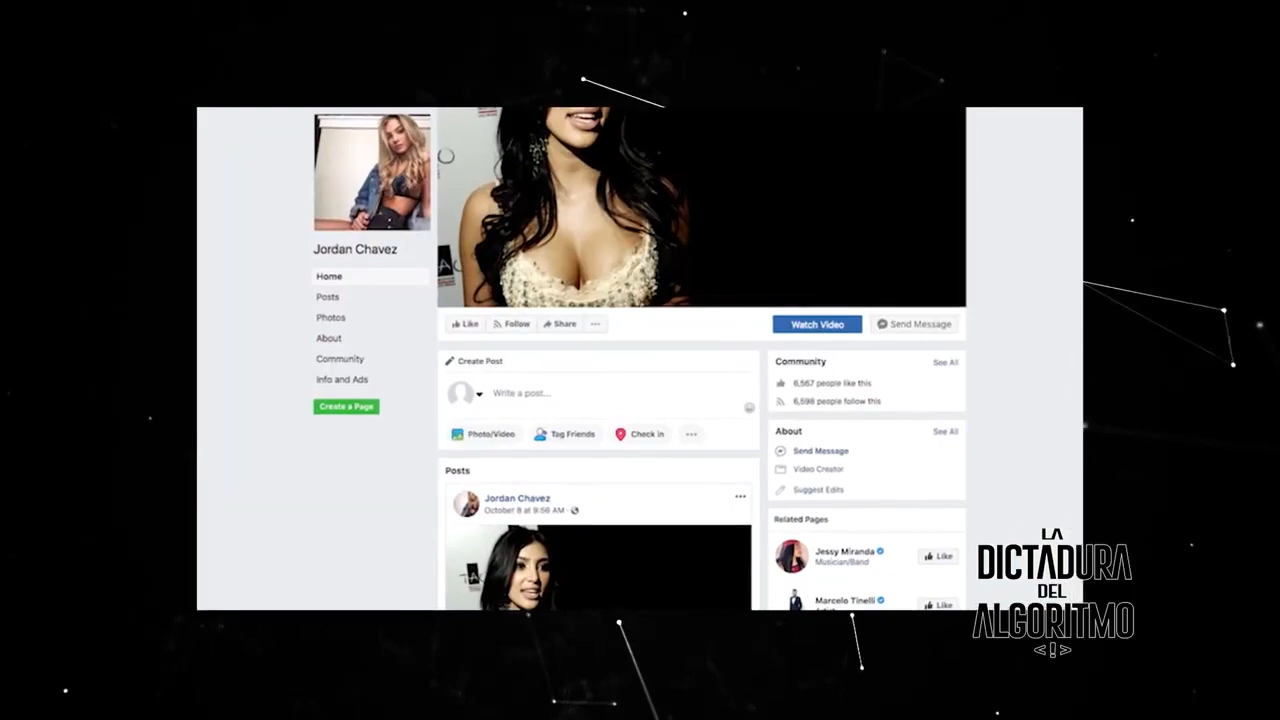 Jordan Chavez
Home
Posts
Photos
About
Community
Info and Ads
Create a Page
Like
Follow
Share
Watch Video
Send Message
Create Post
Write a post...
Photo/Video
Tag Friends
Check in
Posts
Jordan Chavez
October 8 at 9:56 AM
Community
See All
6,567 people like this
6,598 people follow this
About
See All
Send Message
Video Creator
Suggest Edits
Related Pages
Jessy Miranda
Musician/Band
Like
Marcelo Tinelli
Like
LA
DICTADURA
DEL
ALGORITMO
<!>